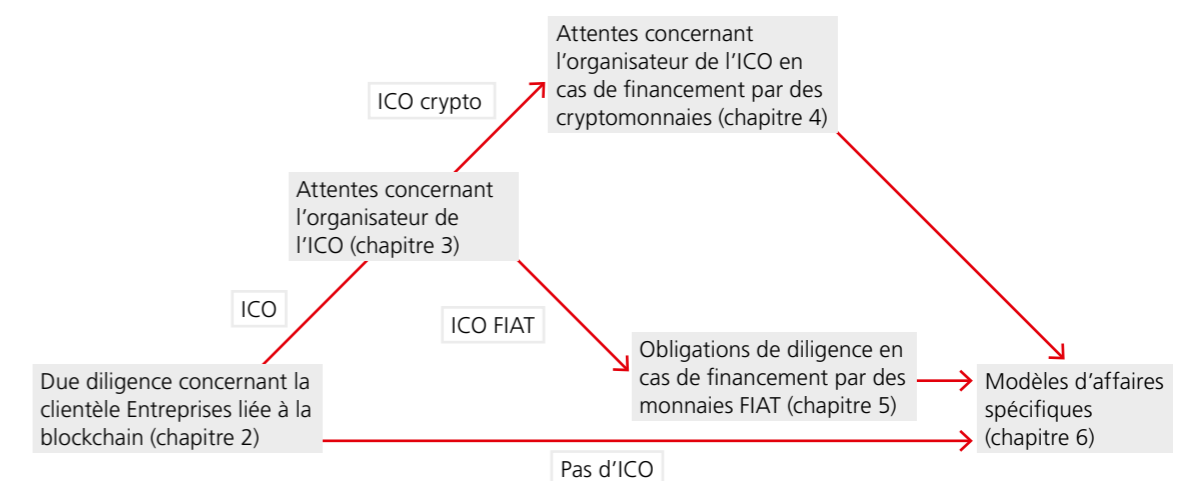 Attentes concernant
l'organisateur de l'ICO en
cas de financement par des
cryptomonnaies (chapitre 4)
ICO crypto
Attentes concernant
l'organisateur de
l'ICO (chapitre 3)
ICO
ICO FIAT
Obligations de diligence en
cas de financement par des
monnaies FIAT (chapitre 5)
Due diligence concernant la
clientèle Entreprises liée à la
blockchain (chapitre 2)
Modèles d'affaires
spécifiques
(chapitre 6)
Pas d'ICO